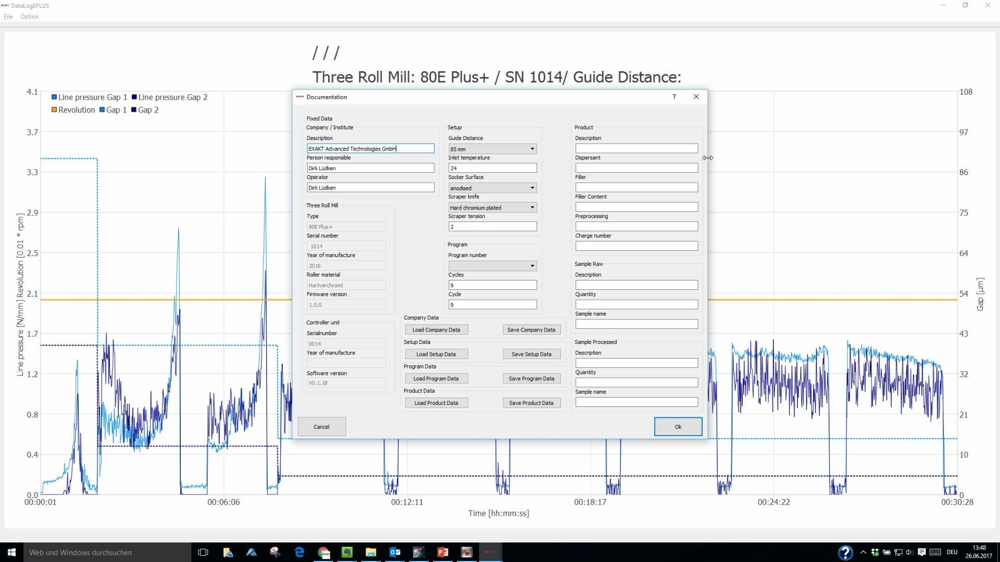 DataLogEPLUS
File Option
/ / /
Three Roll Mill: 80E Plus+ / SN 1014/ Guide Distance:
Line pressure Gap 1 Line pressure Gap 2
Revolution Gap 1 Gap 2
4.1
3.7
3.3
2.9
2.5
2.1
1.7
1.2
0.8
0.4
0.0
Line pressure [N/mm] Revolution [0.01 * rpm]
108
97
86
75
64
54
43
32
21
10
0
Gap [µm]
00:00:01 00:06:06 00:12:11 00:18:17 00:24:22 00:30:28
Time [hh:mm:ss]
EXAKT Documentation ?
Fixed Data
Company / Institute
Description
EXAKT Advanced Technologies GmbH
Person responsible
Dirk Lüdken
Operator
Dirk Lüdken
Three Roll Mill
Type
80E Plus+
Serial number
1014
Year of manufacture
2016
Roller material
Hartverchromt
Firmware version
1.0.0
Controller unit
Serialnumber
0014
Year of manufacture
Software version
V0.1.18
Setup
Guide Distance
85 mm
Inlet temperature
24
Socker Surface
anodised
Scraper knife
Hard chromium plated
Scraper tension
2
Program
Program number
Cycles
9
Cycle
9
Company Data
Load Company Data Save Company Data
Setup Data
Load Setup Data Save Setup Data
Program Data
Load Program Data Save Program Data
Product Data
Load Product Data Save Product Data
Product
Description
Dispersant
Filler
Filler Content
Preprocessing
Charge number
Sample Raw
Description
Quantity
Sample name
Sample Processed
Description
Quantity
Sample name
Cancel Ok
Web und Windows durchsuchen
DEU
13:48
26.06.2017